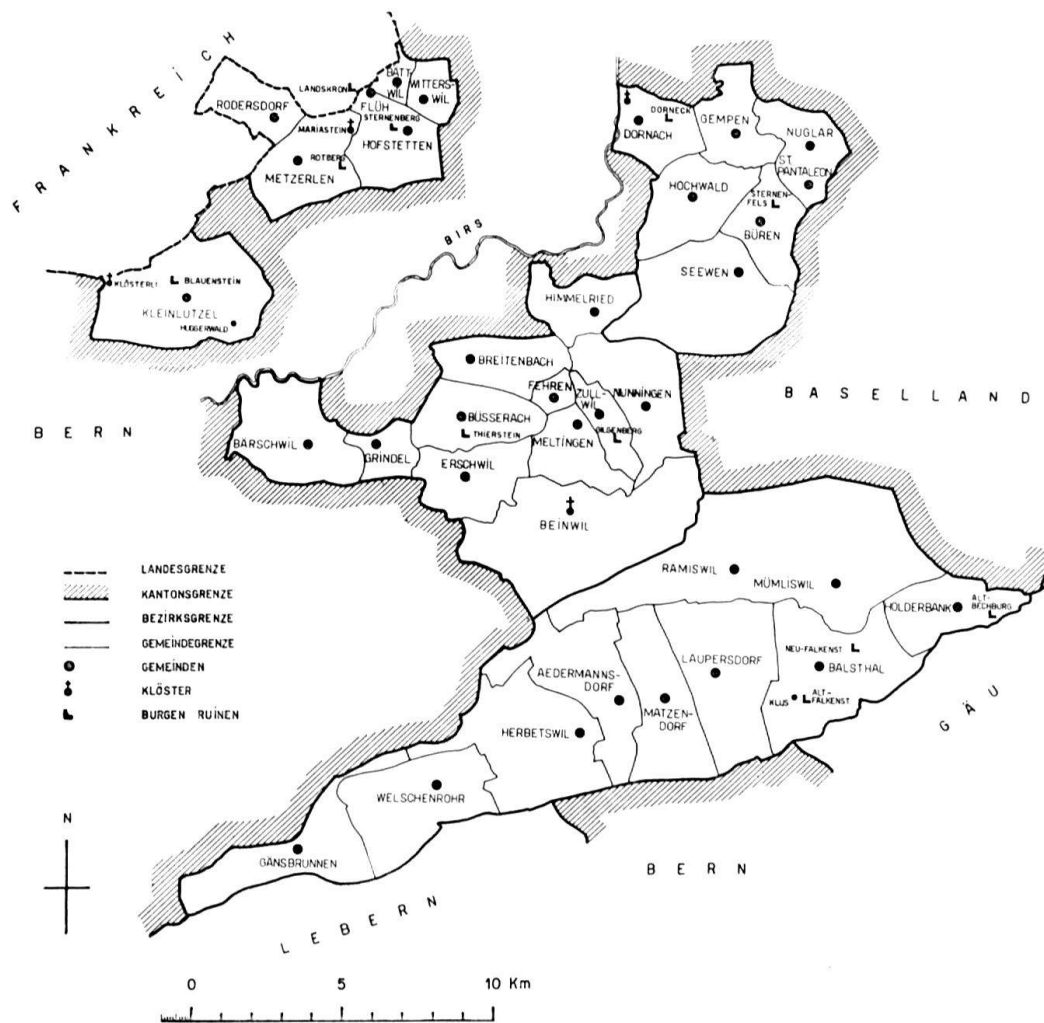 FRANKREICH
LANDSKRON
BÄTT-
WIL
WITTERS-
WIL
RODERSDORF
FLÜH
STERNENBERG
MARIASTEIN
HOFSTETTEN
ROTBERG
METZERLEN
DORNECK
DORNACH
GEMPEN
NUGLAR
ST.
PANTALEON
HOCHWALD
STERNEN-
FELS
BÜREN
SEEWEN
BIRS
KLÖSTERLI
BLAUENSTEIN
KLEINLÜTZEL
HUGGERWALD
HIMMELRIED
BREITENBACH
FEHREN
ZULL-
WIL
NUNNINGEN
BASELLAND
BERN
BÜSSERACH
THIERSTEIN
GILGENBERG
MELTINGEN
BÄRSCHWIL
GRINDEL
ERSCHWIL
BEINWIL
LANDESGRENZE
KANTONSGRENZE
BEZIRKSGRENZE
GEMEINDEGRENZE
GEMEINDEN
KLÖSTER
BURGEN RUINEN
RAMISWIL
MÜMLISWIL
HOLDERBANK
ALT-
BECHBURG
NEU-FALKENST
BALSTHAL
LAUPERSDORF
AEDERMANNS-
DORF
KLUS
ALT-
FALKENST
MATZEN-
DORF
HERBETSWIL
GÄU
WELSCHENROHR
GÄNSBRUNNEN
N
BERN
LEBERN
0 5 10 Km